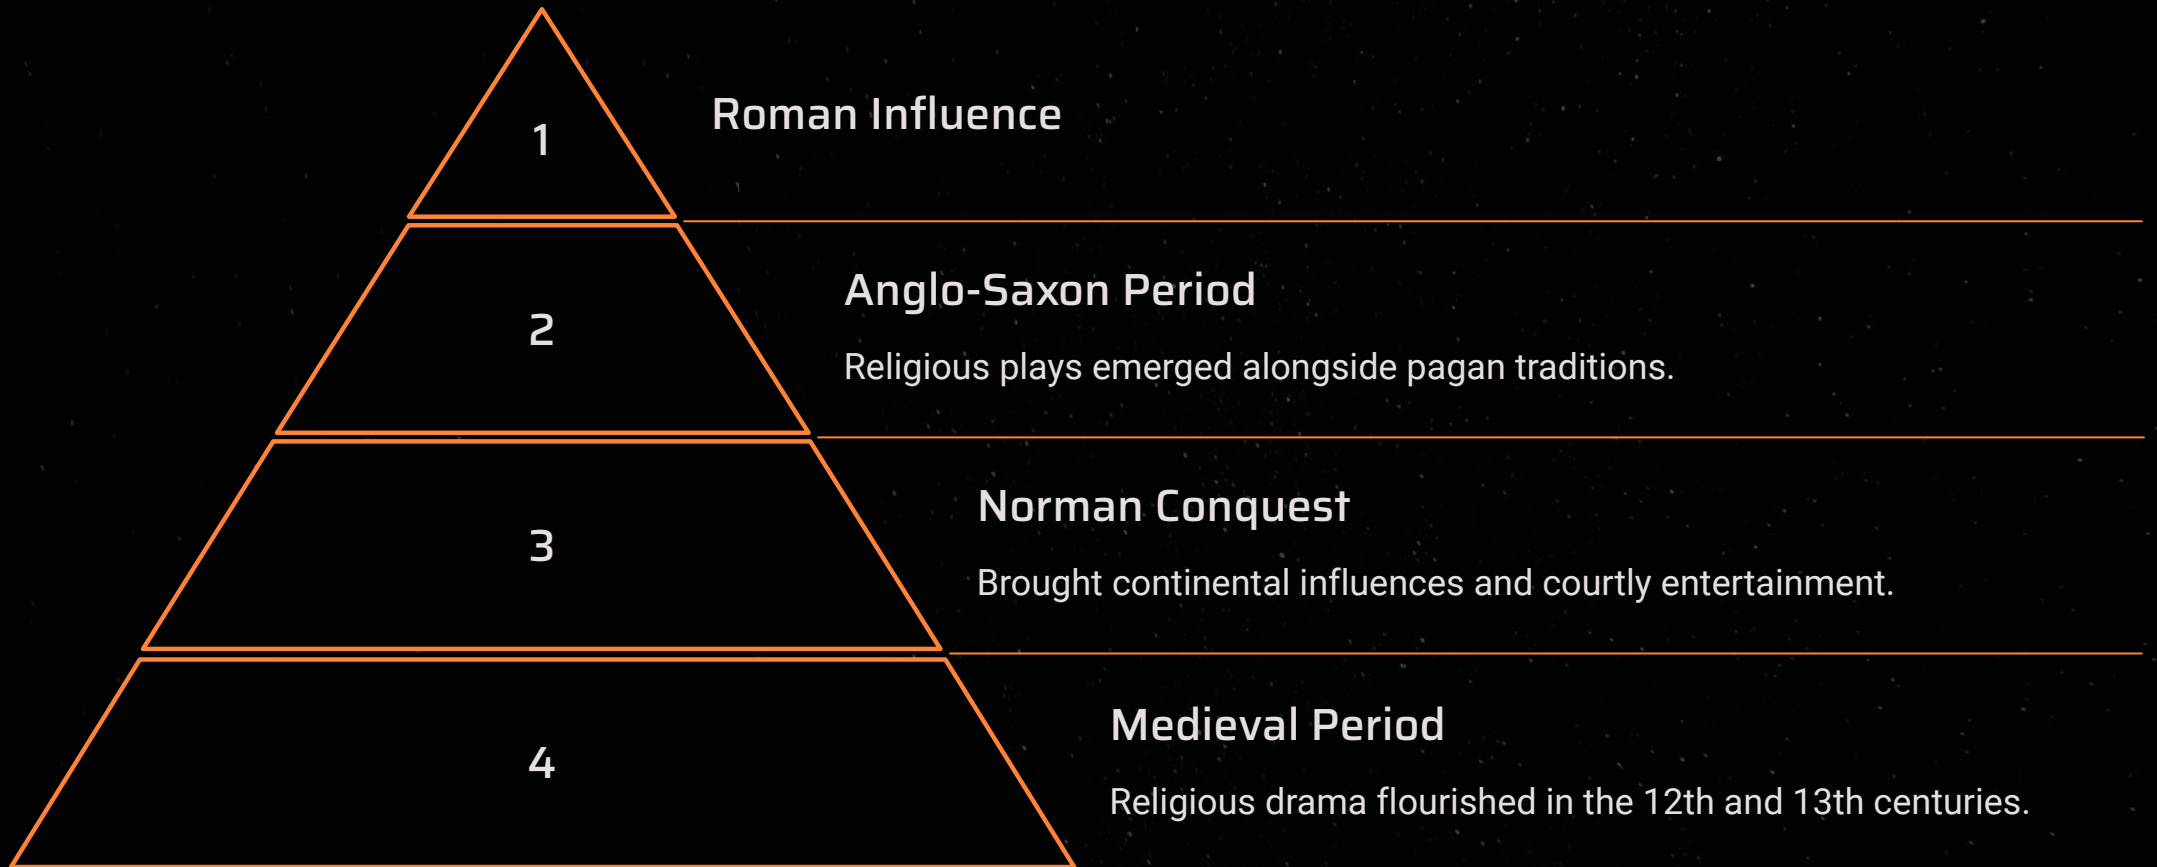 1
Roman Influence
2
Anglo-Saxon Period
Religious plays emerged alongside pagan traditions.
3
Norman Conquest
Brought continental influences and courtly entertainment.
4
Medieval Period
Religious drama flourished in the 12th and 13th centuries.